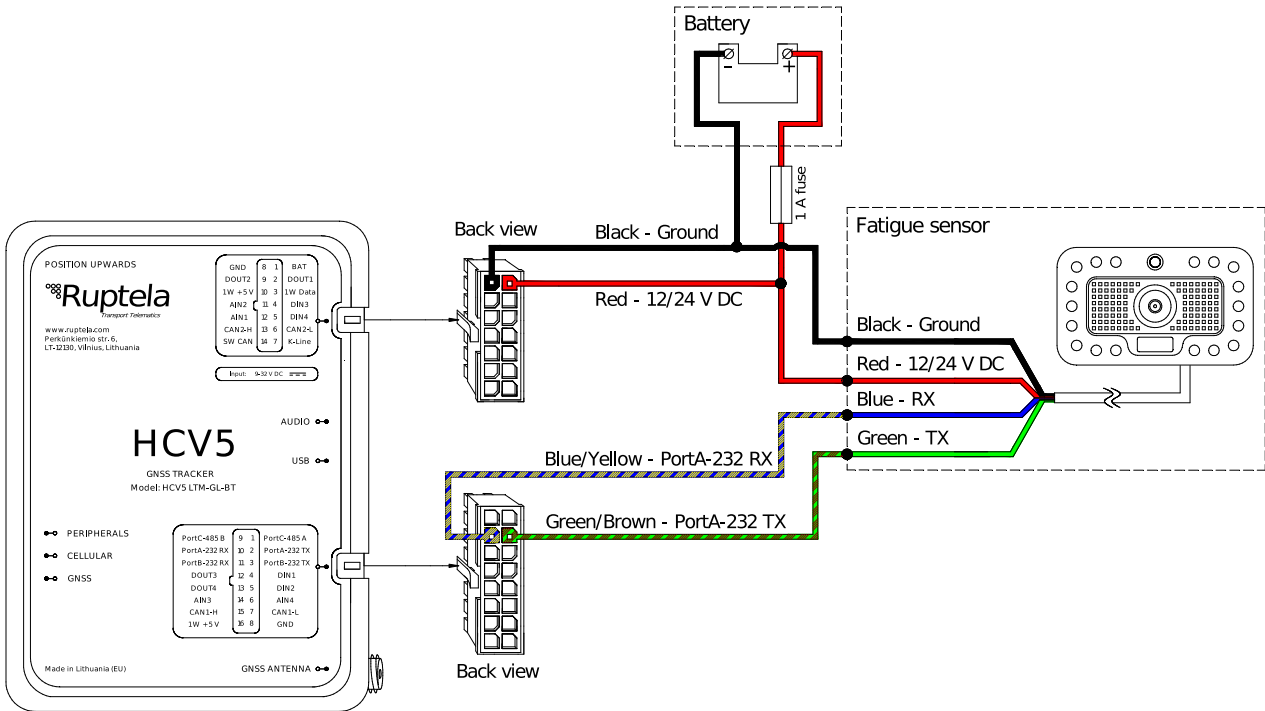 Battery
-
+
1 A fuse
Back view
Black - Ground
Red - 12/24 V DC
Fatigue sensor
Black - Ground
Red - 12/24 V DC
Blue - RX
Green - TX
Blue/Yellow - PortA-232 RX
Green/Brown - PortA-232 TX
Back view
POSITION UPWARDS
Ruptela
Transport Telematics
www.ruptela.com
Perkūnkiemio str. 6,
LT-12130, Vilnius, Lithuania
GND 8 1 BAT
DOUT2 9 2 DOUT1
1W +5 V 10 3 1W Data
AIN2 11 4 DIN3
AIN1 12 5 DIN4
CAN2-H 13 6 CAN2-L
SW CAN 14 7 K-Line
Input: 9-32 V DC
AUDIO
USB
HCV5
GNSS TRACKER
Model: HCV5 LTM-GL-BT
PERIPHERALS
CELLULAR
GNSS
PortC-485 B 9 1 PortC-485 A
PortA-232 RX 10 2 PortA-232 TX
PortB-232 RX 11 3 PortB-232 TX
DOUT3 12 4 DIN1
DOUT4 13 5 DIN2
AIN3 14 6 AIN4
CAN1-H 15 7 CAN1-L
1W +5 V 16 8 GND
Made in Lithuania (EU)
GNSS ANTENNA